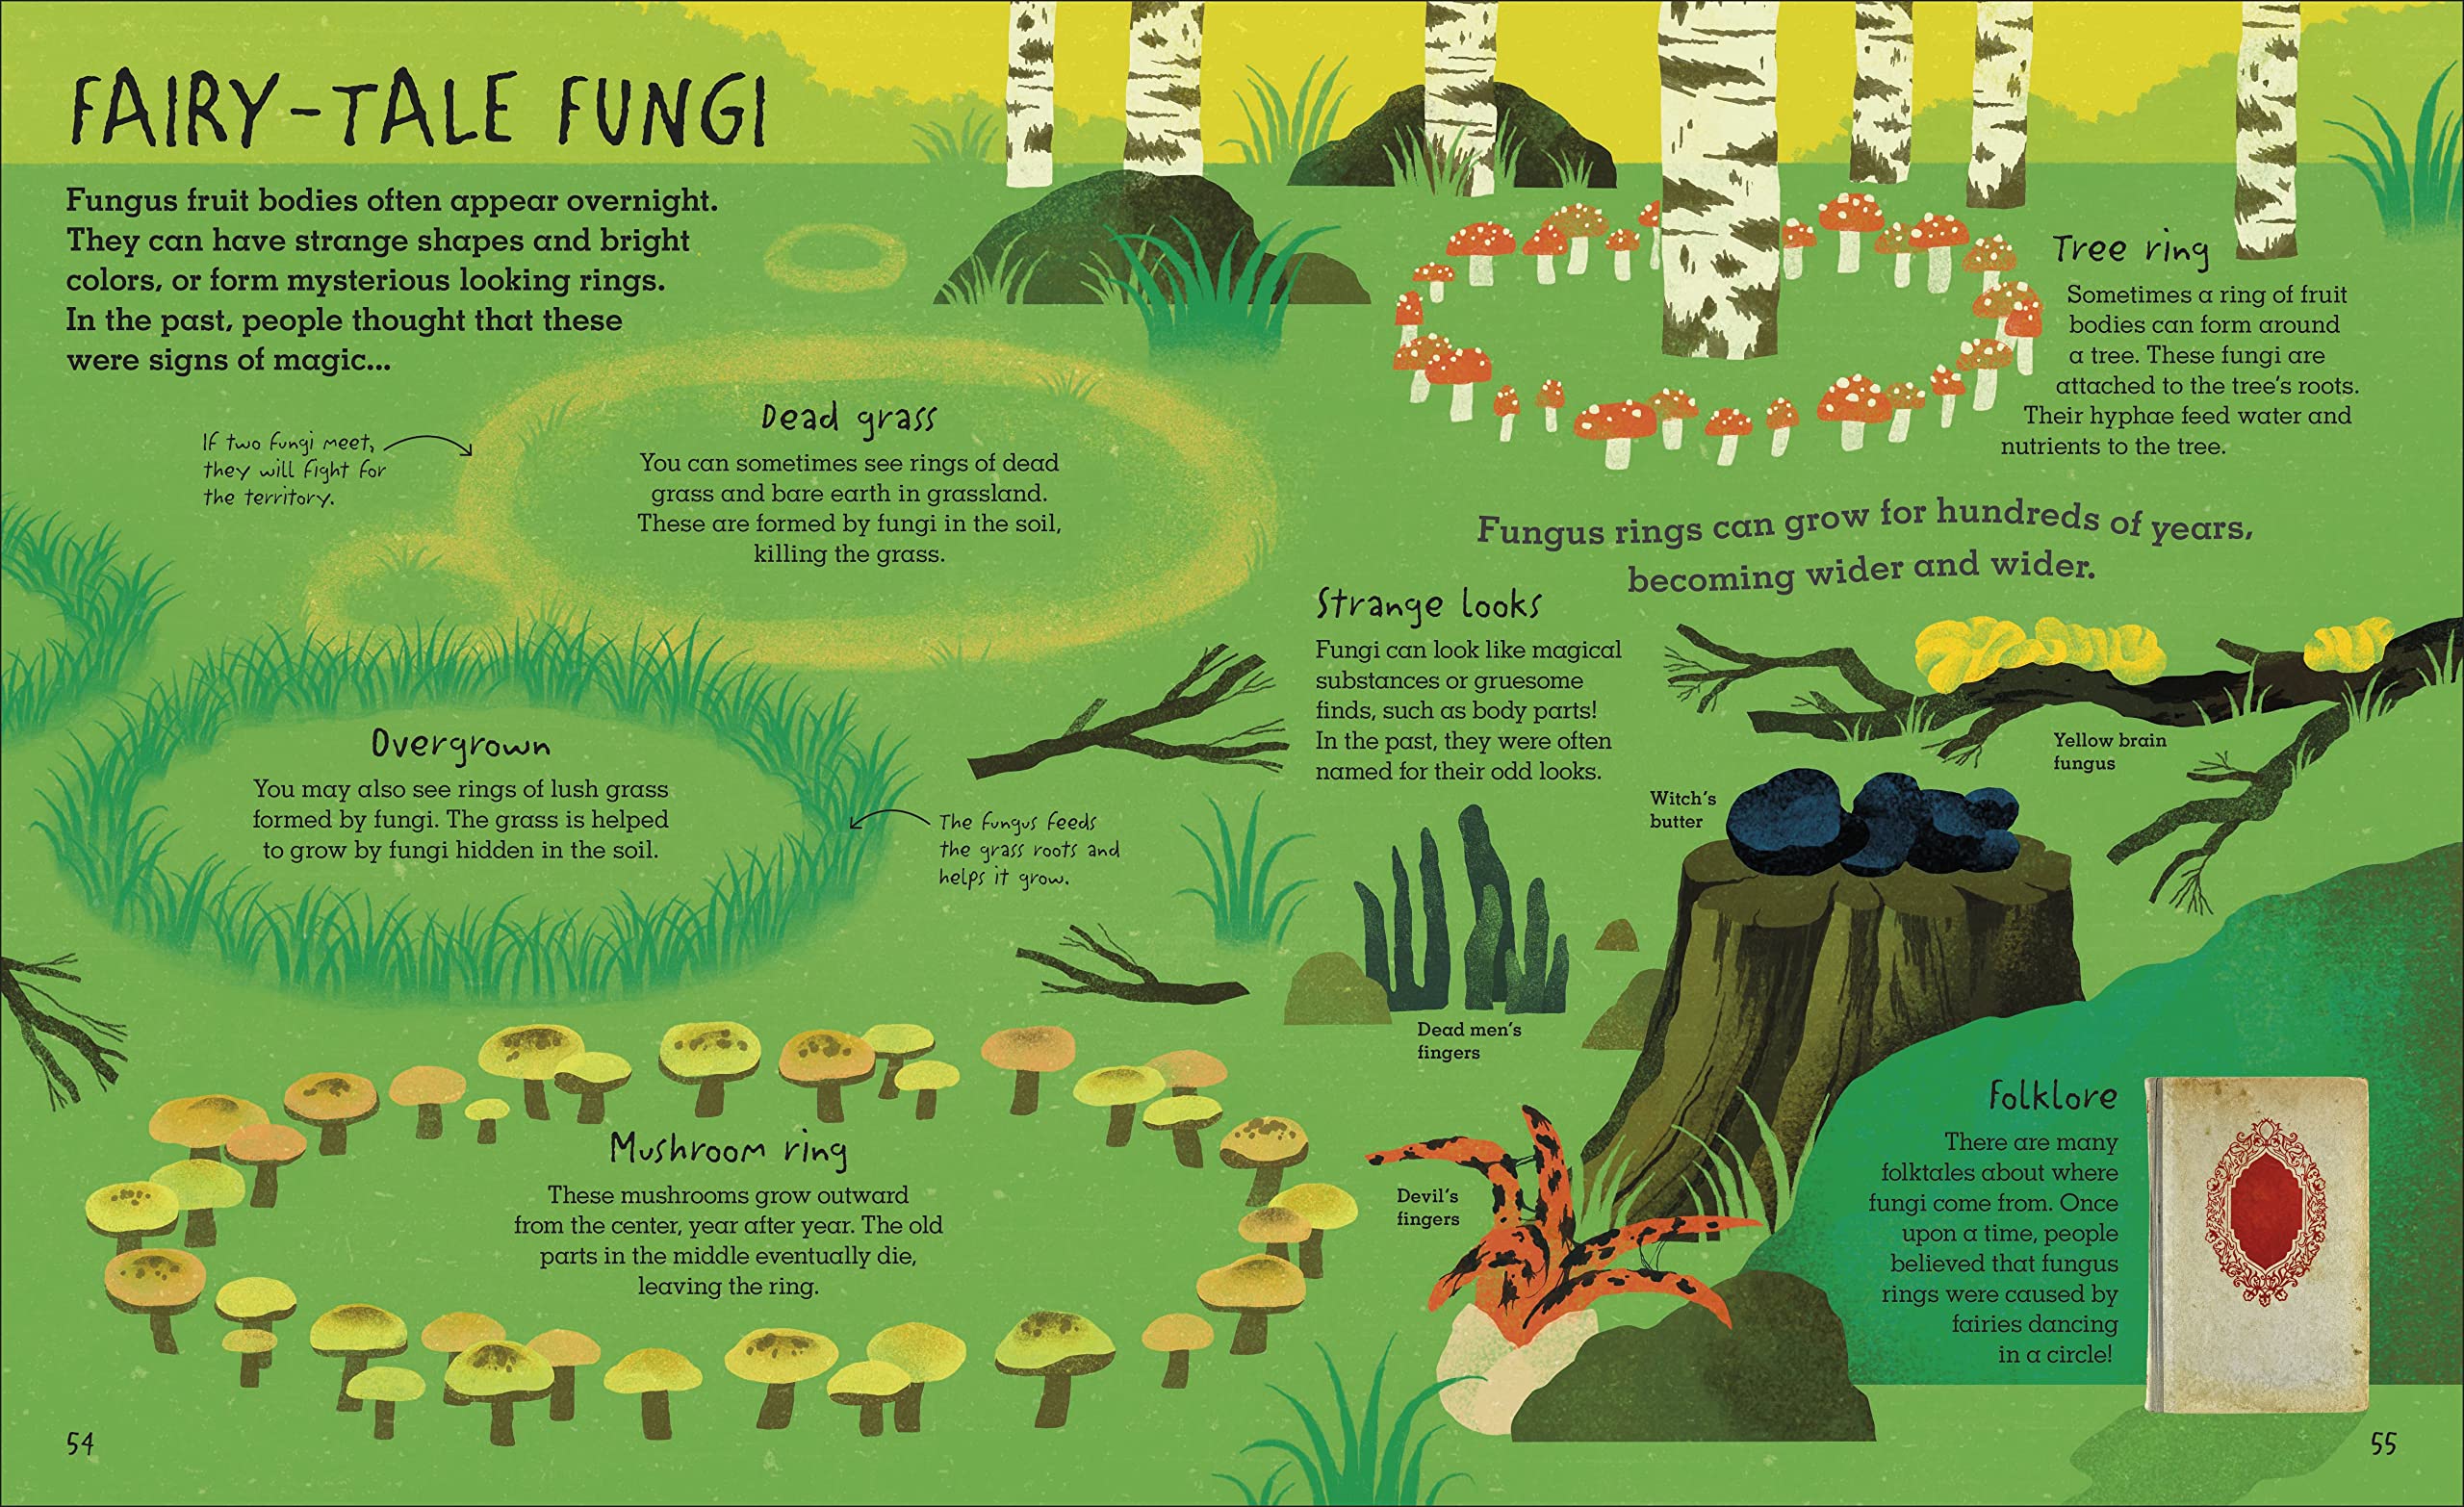 FAIRY-TALE FUNGI
Fungus fruit bodies often appear overnight.
They can have strange shapes and bright
colors, or form mysterious looking rings.
In the past, people thought that these
were signs of magic...
If two fungi meet,
they will fight for
the territory.
Dead grass
You can sometimes see rings of dead
grass and bare earth in grassland.
These are formed by fungi in the soil,
killing the grass.
Overgrown
You may also see rings of lush grass
formed by fungi. The grass is helped
to grow by fungi hidden in the soil.
The fungus feeds
the grass roots and
helps it grow.
Mushroom ring
These mushrooms grow outward
from the center, year after year. The old
parts in the middle eventually die,
leaving the ring.
54
Tree ring
Sometimes a ring of fruit
bodies can form around
a tree. These fungi are
attached to the tree's roots.
Their hyphae feed water and
nutrients to the tree.
Fungus rings can grow for hundreds of years,
becoming wider and wider.
Strange looks
Fungi can look like magical
substances or gruesome
finds, such as body parts!
In the past, they were often
named for their odd looks.
Yellow brain
fungus
Witch's
butter
Dead men's
fingers
Devil's
fingers
Folklore
There are many
folktales about where
fungi come from. Once
upon a time, people
believed that fungus
rings were caused by
fairies dancing
in a circle!
55